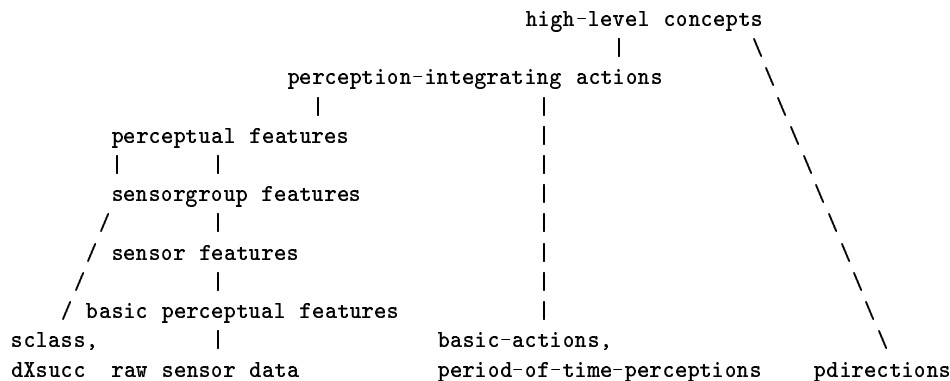 high-level concepts
perception-integrating actions
perceptual features
sensorgroup features
sensor features
basic perceptual features
sclass,
dXsucc
raw sensor data
basic-actions,
period-of-time-perceptions
pdirections